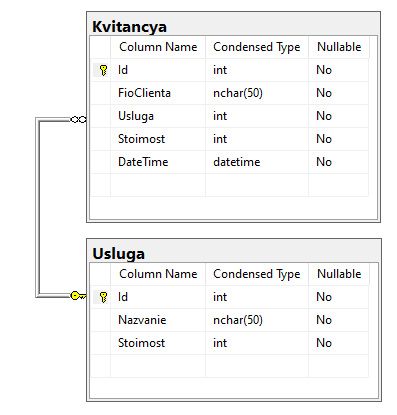 Kvitancya
Column Name Condensed Type Nullable
Id int No
FioClienta nchar(50) No
Usluga int No
Stoimost int No
DateTime datetime No
Usluga
Column Name Condensed Type Nullable
Id int No
Nazvanie nchar(50) No
Stoimost int No